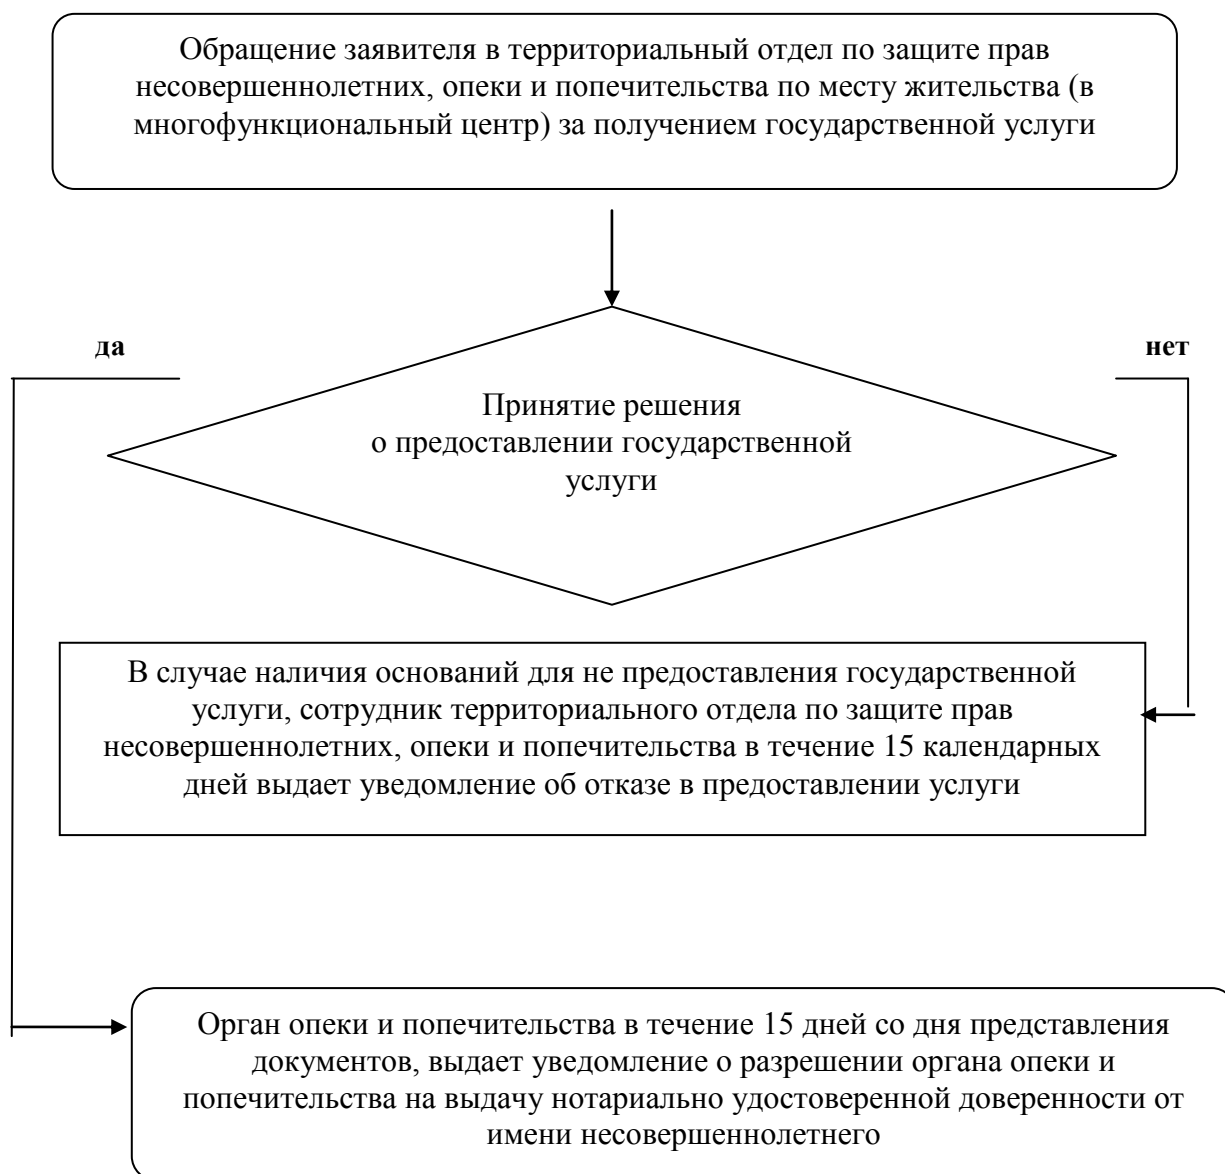 Обращение заявителя в территориальный отдел по защите прав
несовершеннолетних, опеки и попечительства по месту жительства (в
многофункциональный центр) за получением государственной услуги
да
нет
Принятие решения
о предоставлении государственной
услуги
В случае наличия оснований для не предоставления государственной
услуги, сотрудник территориального отдела по защите прав
несовершеннолетних, опеки и попечительства в течение 15 календарных
дней выдает уведомление об отказе в предоставлении услуги
Орган опеки и попечительства в течение 15 дней со дня представления
документов, выдает уведомление о разрешении органа опеки и
попечительства на выдачу нотариально удостоверенной доверенности от
имени несовершеннолетнего